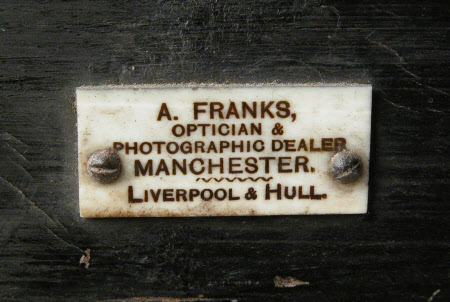 A. FRANKS,
OPTICIAN &
PHOTOGRAPHIC DEALER
MANCHESTER.
LIVERPOOL & HULL.